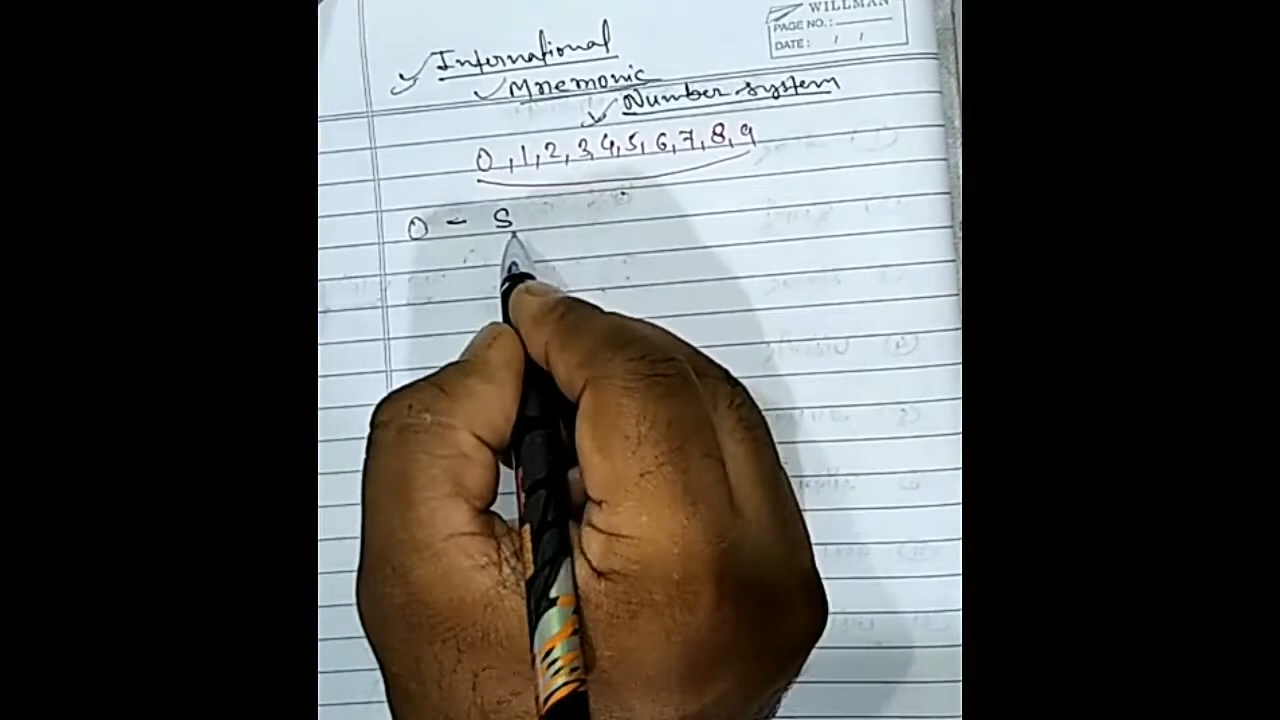 WILLMAN
PAGE NO.:
DATE: / /
International
Mnemonic
Number system
0, 1, 2, 3, 4, 5, 6, 7, 8, 9
0 - S